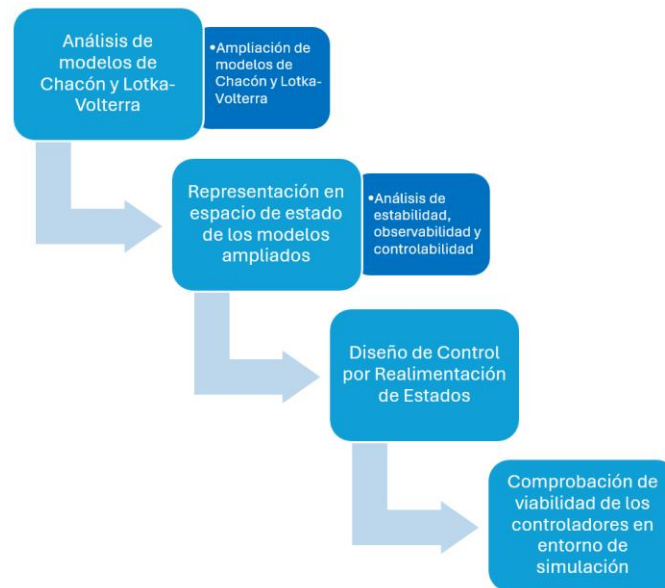 Análisis de
modelos de
Chacón y Lotka-
Volterra
•Ampliación de
modelos de
Chacón y Lotka-
Volterra
Representación en
espacio de estado
de los modelos
ampliados
•Análisis de
estabilidad,
observabilidad y
controlabilidad
Diseño de Control
por Realimentación
de Estados
Comprobación de
viabilidad de los
controladores en
entorno de
simulación